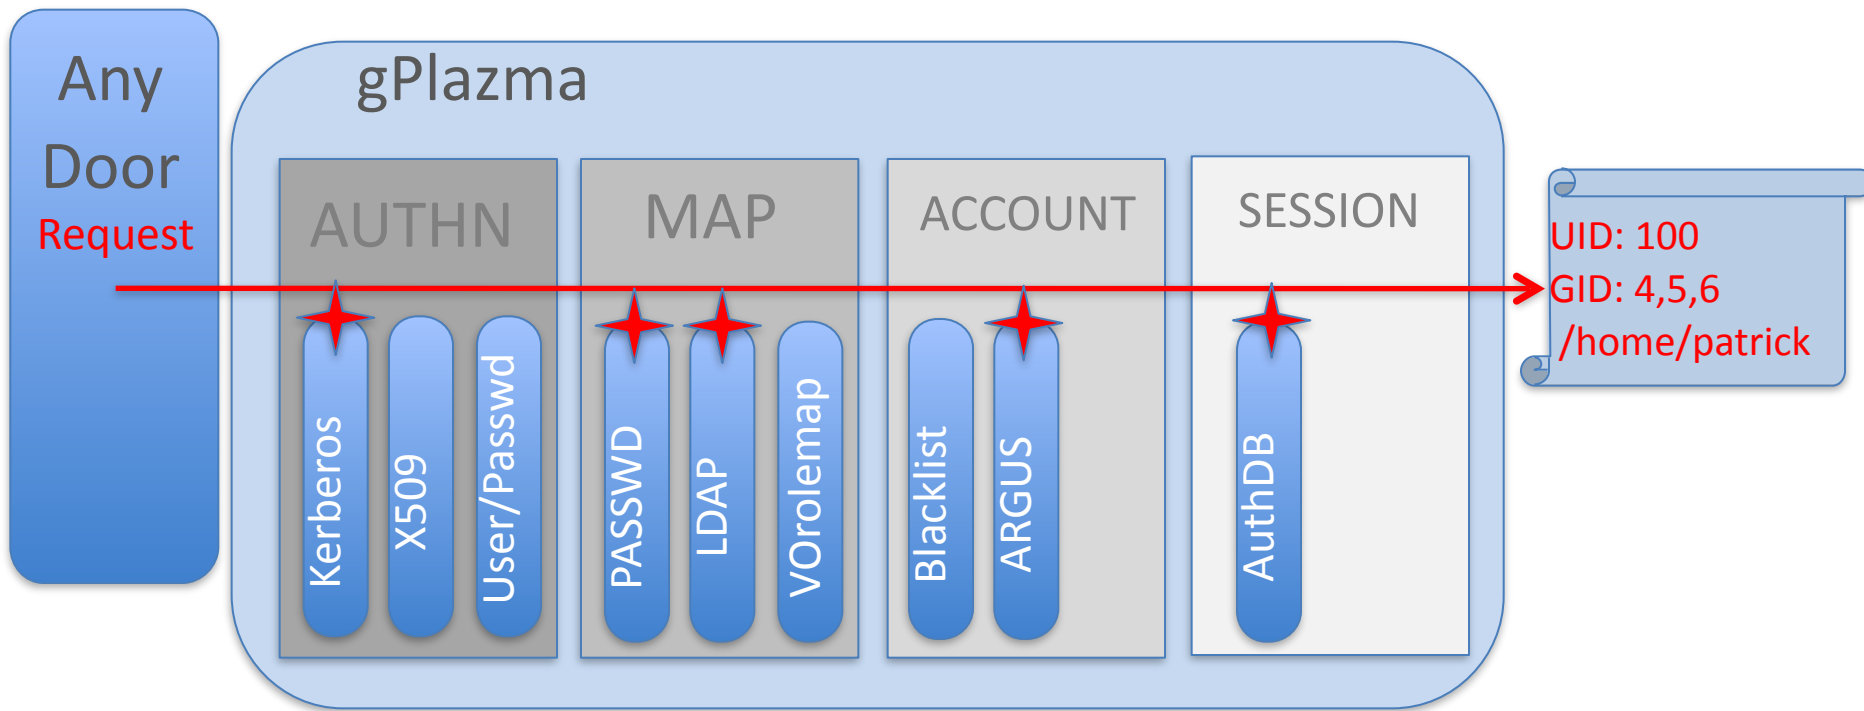 Any
Door
Request
gPlazma
AUTHN
Kerberos
X509
User/Passwd
MAP
PASSWD
LDAP
VOrolemap
ACCOUNT
Blacklist
ARGUS
SESSION
AuthDB
UID: 100
GID: 4,5,6
/home/patrick